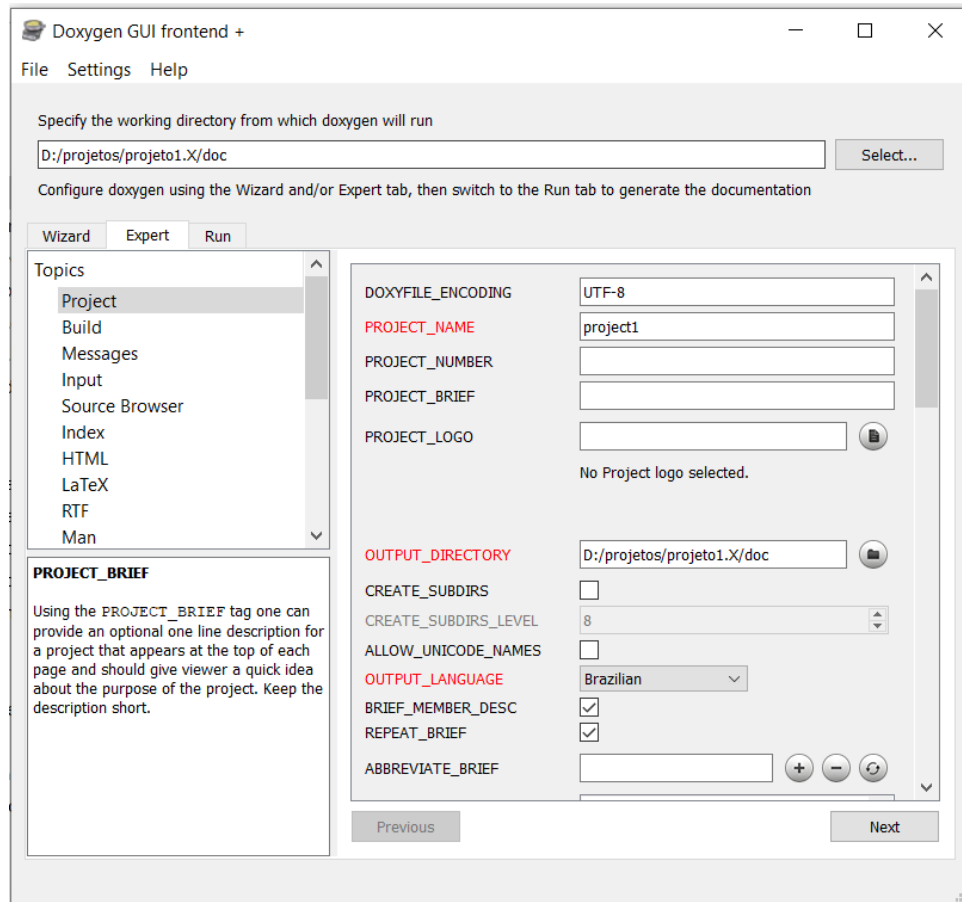 Doxygen GUI frontend +
File Settings Help
Specify the working directory from which doxygen will run
D:/projetos/projeto1.X/doc
Select...
Configure doxygen using the Wizard and/or Expert tab, then switch to the Run tab to generate the documentation
Wizard Expert Run
Topics
Project
Build
Messages
Input
Source Browser
Index
HTML
LaTeX
RTF
Man
PROJECT_BRIEF
Using the PROJECT_BRIEF tag one can
provide an optional one line description for
a project that appears at the top of each
page and should give viewer a quick idea
about the purpose of the project. Keep the
description short.
DOXYFILE_ENCODING UTF-8
PROJECT_NAME project1
PROJECT_NUMBER
PROJECT_BRIEF
PROJECT_LOGO
No Project logo selected.
OUTPUT_DIRECTORY D:/projetos/projeto1.X/doc
CREATE_SUBDIRS
CREATE_SUBDIRS_LEVEL 8
ALLOW_UNICODE_NAMES
OUTPUT_LANGUAGE Brazilian
BRIEF_MEMBER_DESC
REPEAT_BRIEF
ABBREVIATE_BRIEF
Previous Next